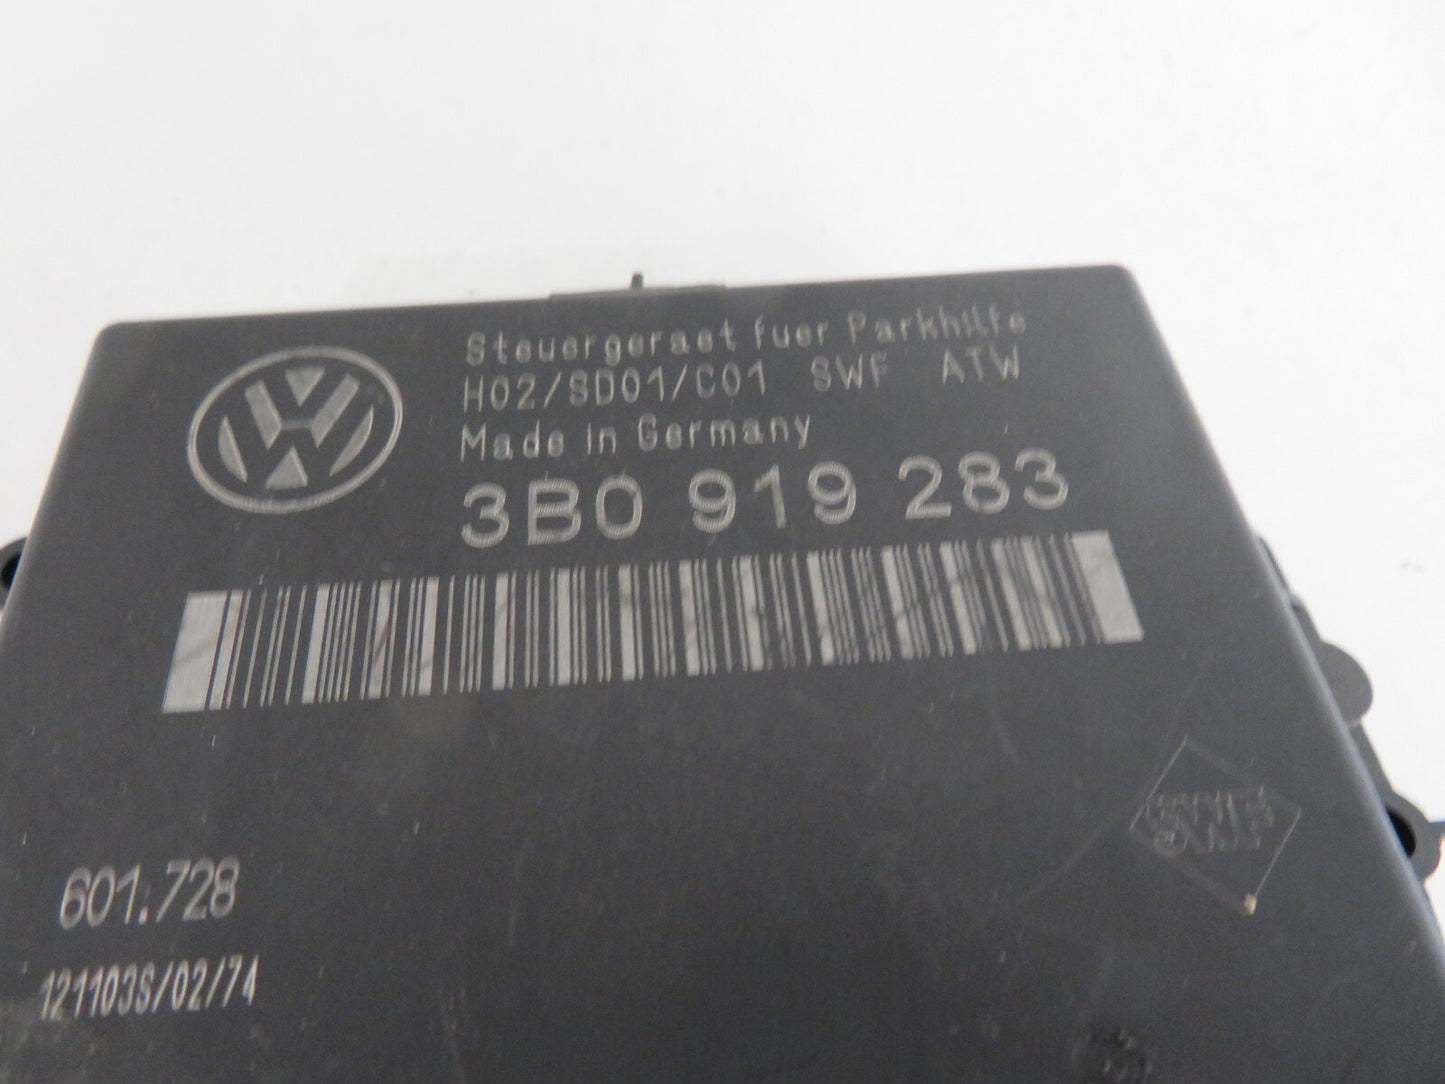 Steuergeraet fuer Parkhilfe
H02/SD01/C01 SWF ATW
Made in Germany
3B0 919 283
SWF
601.728
121103S/02/74